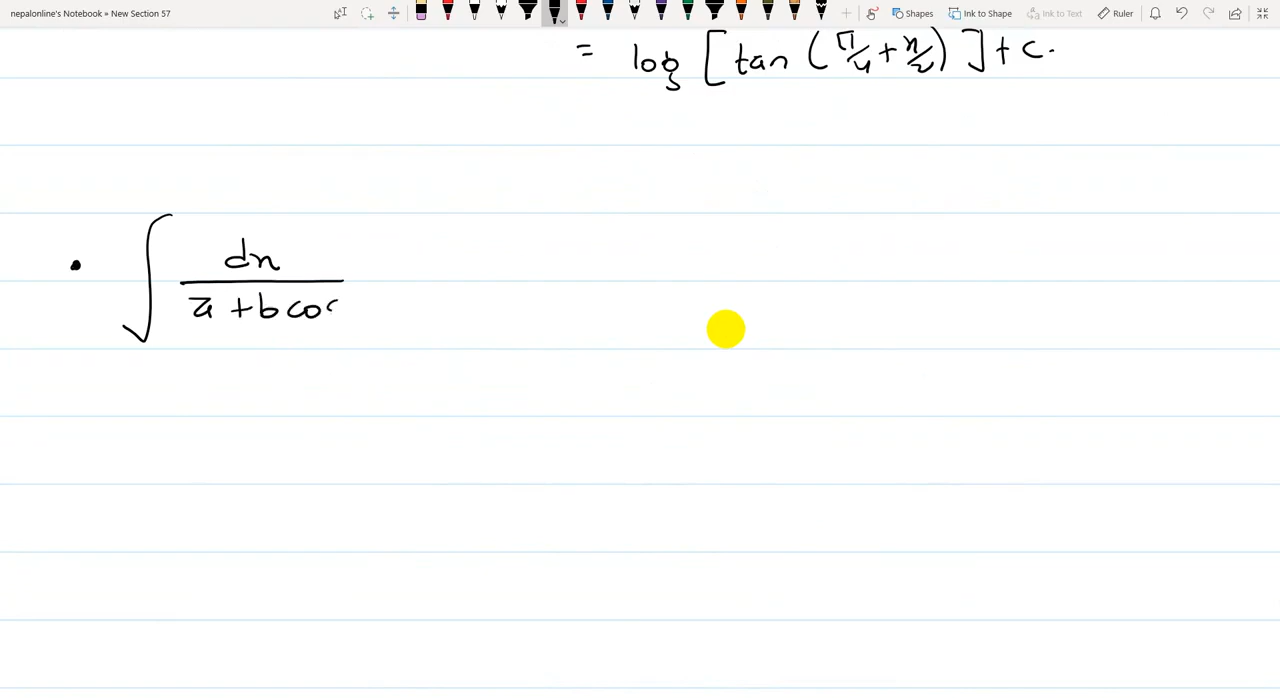 nepalonline's Notebook » New Section 57
Shapes Ink to Shape Ink to Text Ruler
= log [tan (π/4 + x/2)] + c.
• ∫ dx / a + b cos